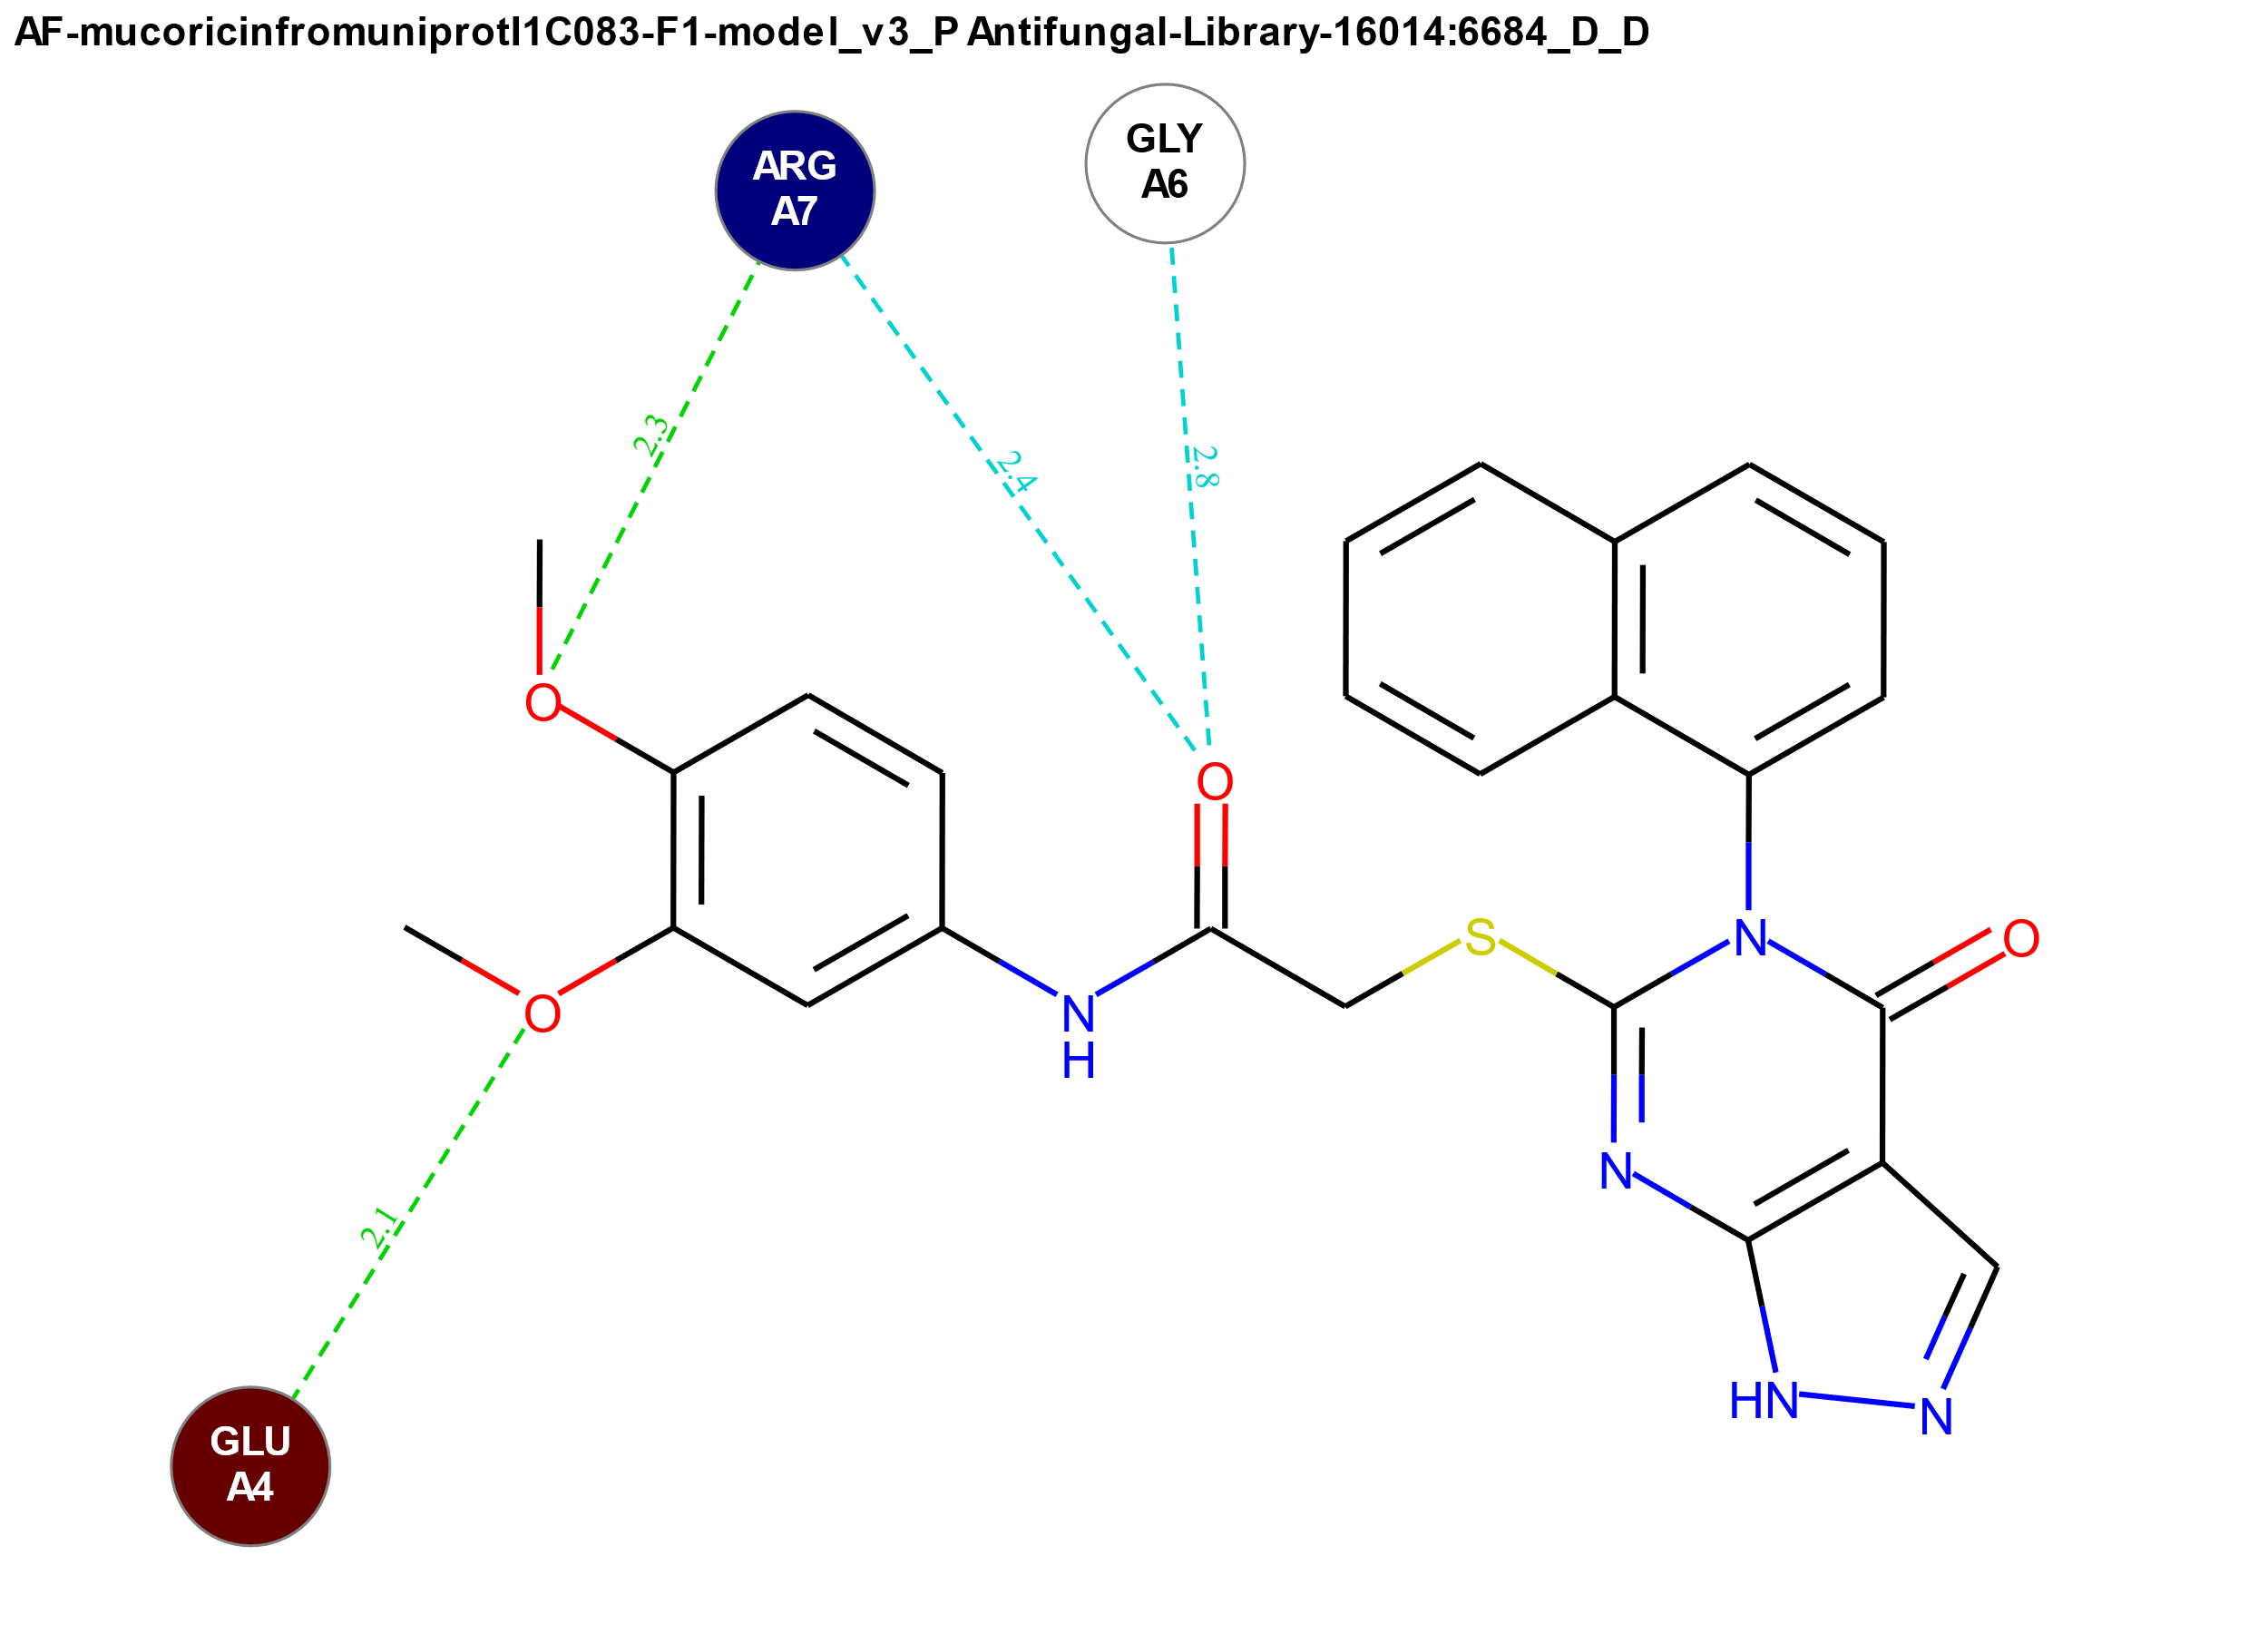 AF-mucoricinfromuniprotI1C083-F1-model_v3_P Antifungal-Library-16014:6684_D_D
GLY
A6
ARG
A7
2.3
2.4
2.8
O
O
S
N
O
O
N
H
N
HN
N
2.1
GLU
A4